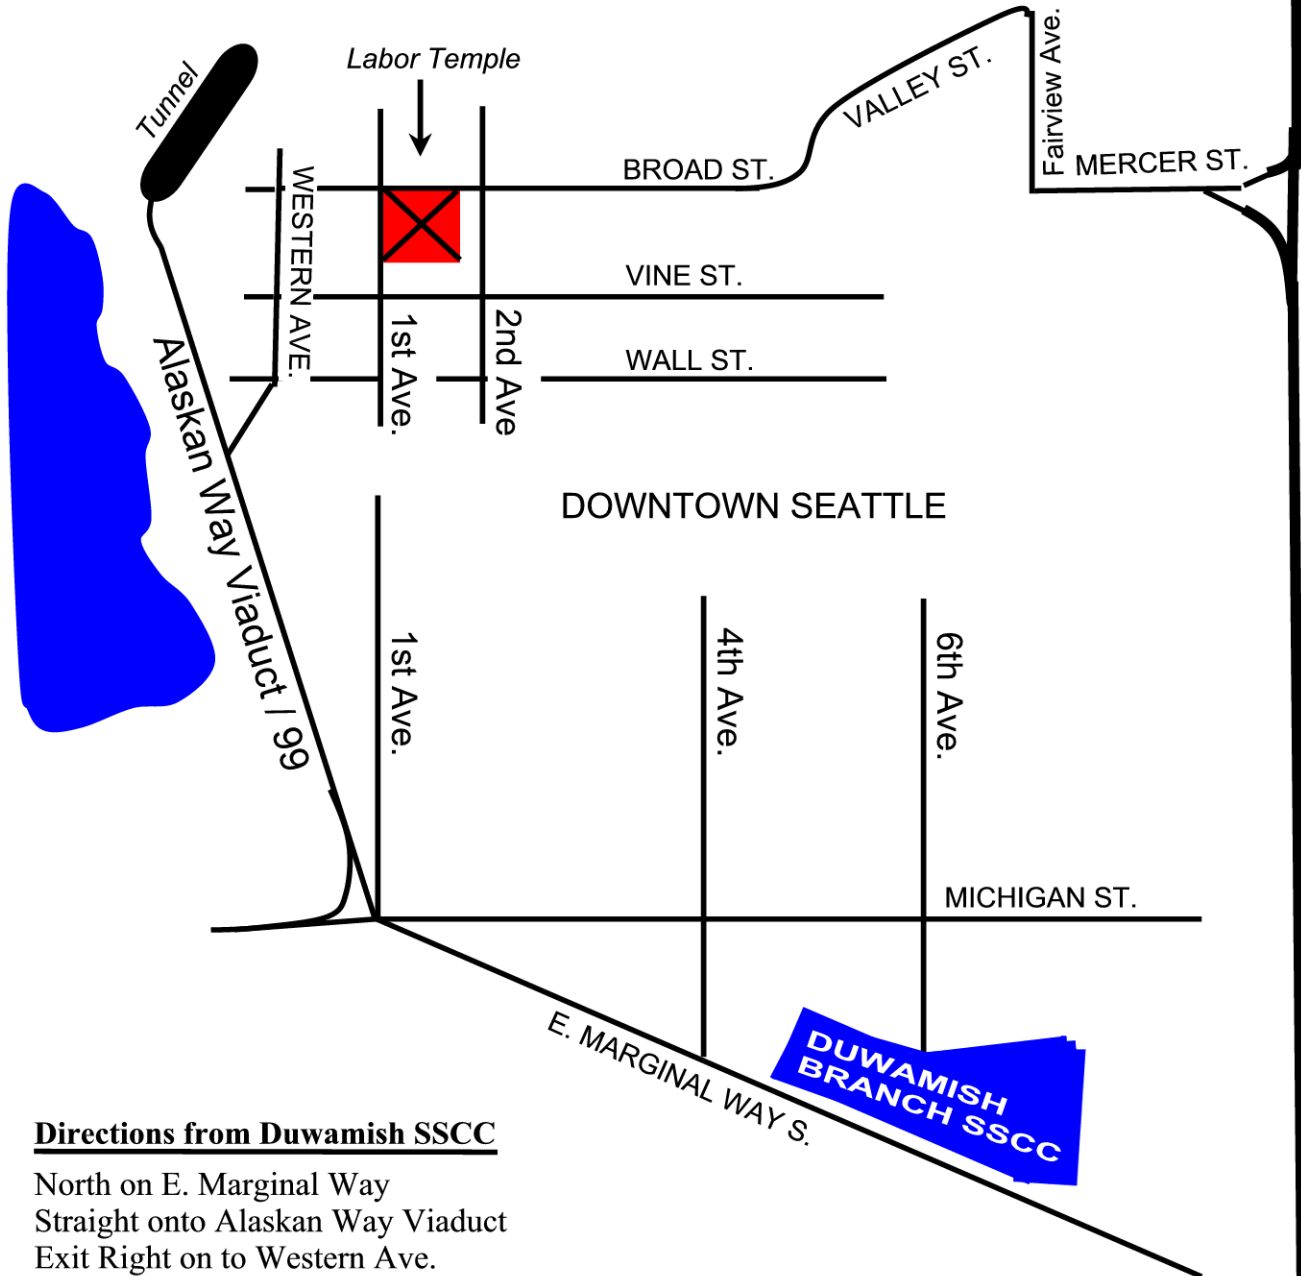 Labor Temple
Tunnel
VALLEY ST.
Fairview Ave.
BROAD ST.
MERCER ST.
WESTERN AVE.
VINE ST.
1st Ave.
2nd Ave
WALL ST.
Alaskan Way Viaduct / 99
DOWNTOWN SEATTLE
1st Ave.
4th Ave.
6th Ave.
MICHIGAN ST.
E. MARGINAL WAY S.
DUWAMISH
BRANCH SSCC
Directions from Duwamish SSCC
North on E. Marginal Way
Straight onto Alaskan Way Viaduct
Exit Right on to Western Ave.